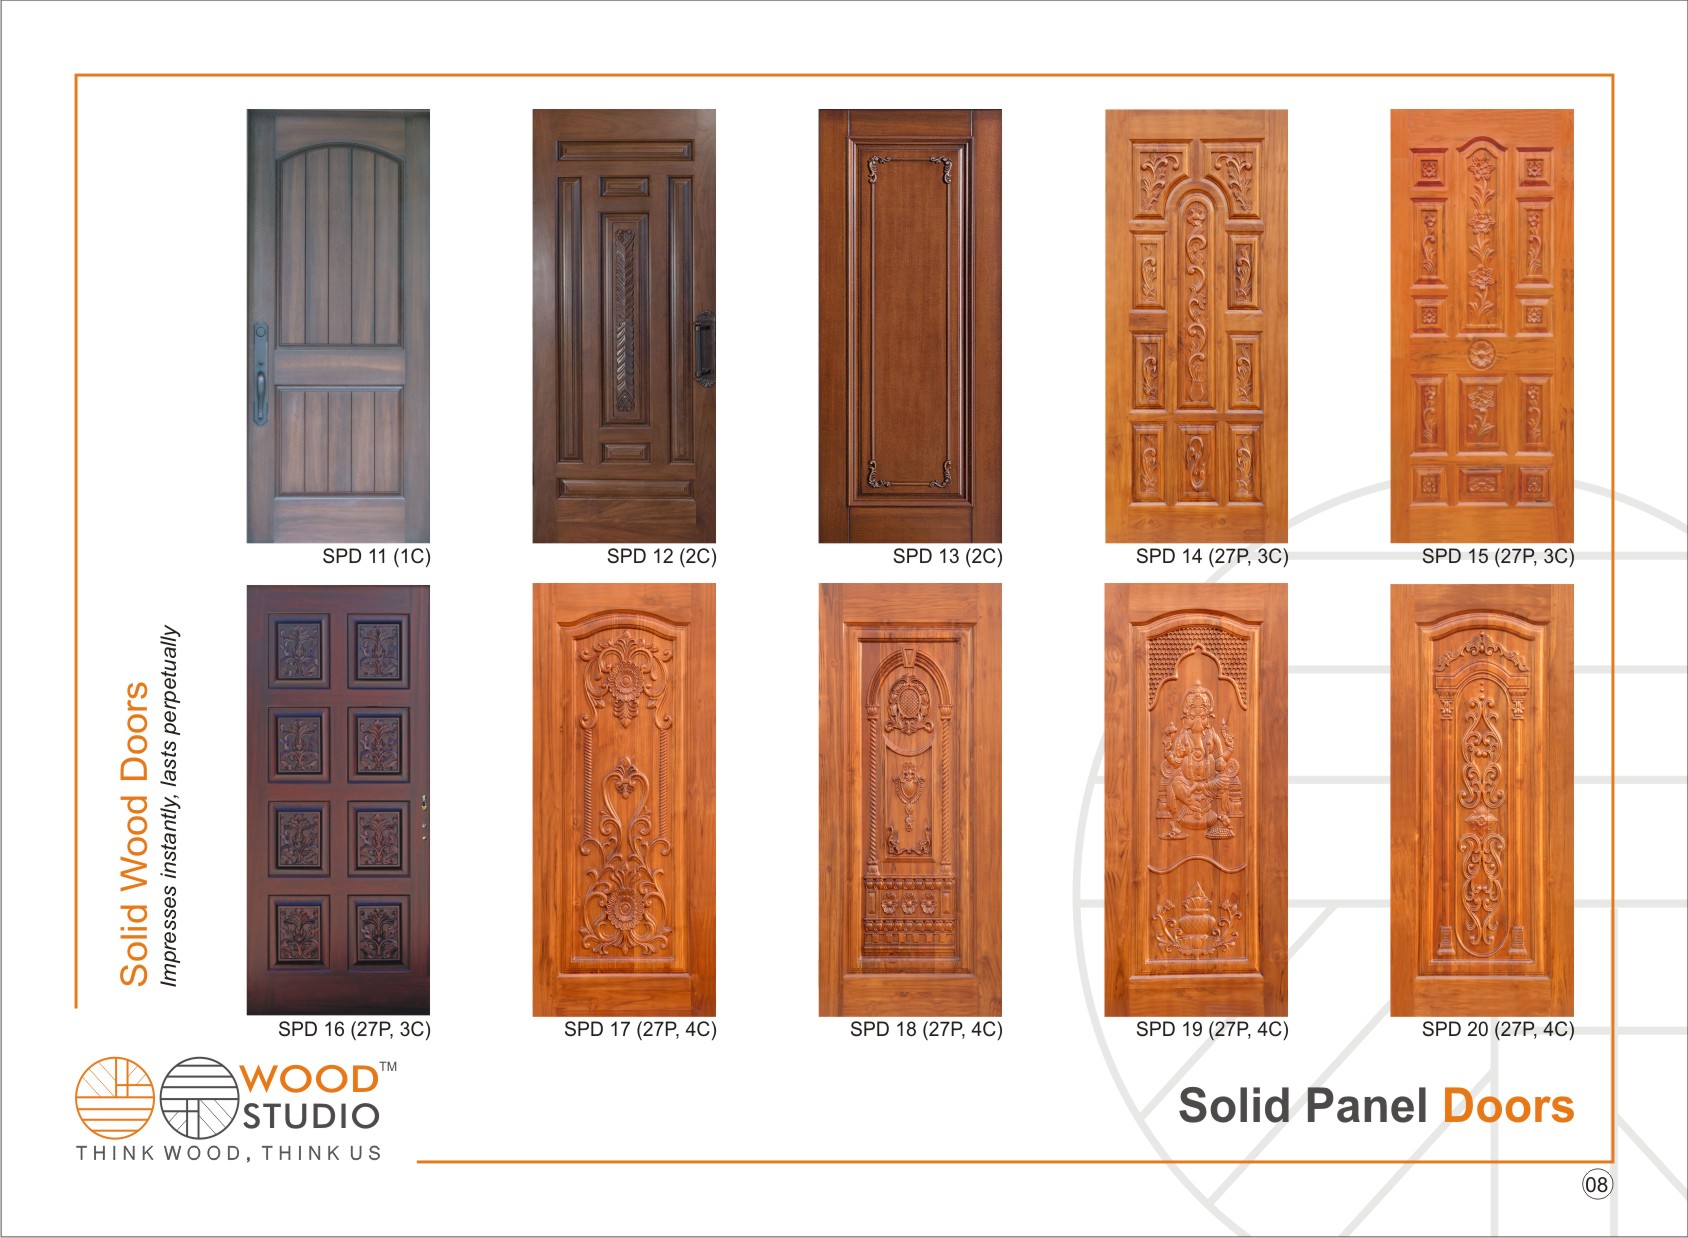 SPD 11 (1C)
SPD 12 (2C)
SPD 13 (2C)
SPD 14 (27P, 3C)
SPD 15 (27P, 3C)
Solid Wood Doors
Impresses instantly, lasts perpetually
SPD 16 (27P, 3C)
SPD 17 (27P, 4C)
SPD 18 (27P, 4C)
SPD 19 (27P, 4C)
SPD 20 (27P, 4C)
WOOD™
STUDIO
THINK WOOD, THINK US
Solid Panel Doors
08